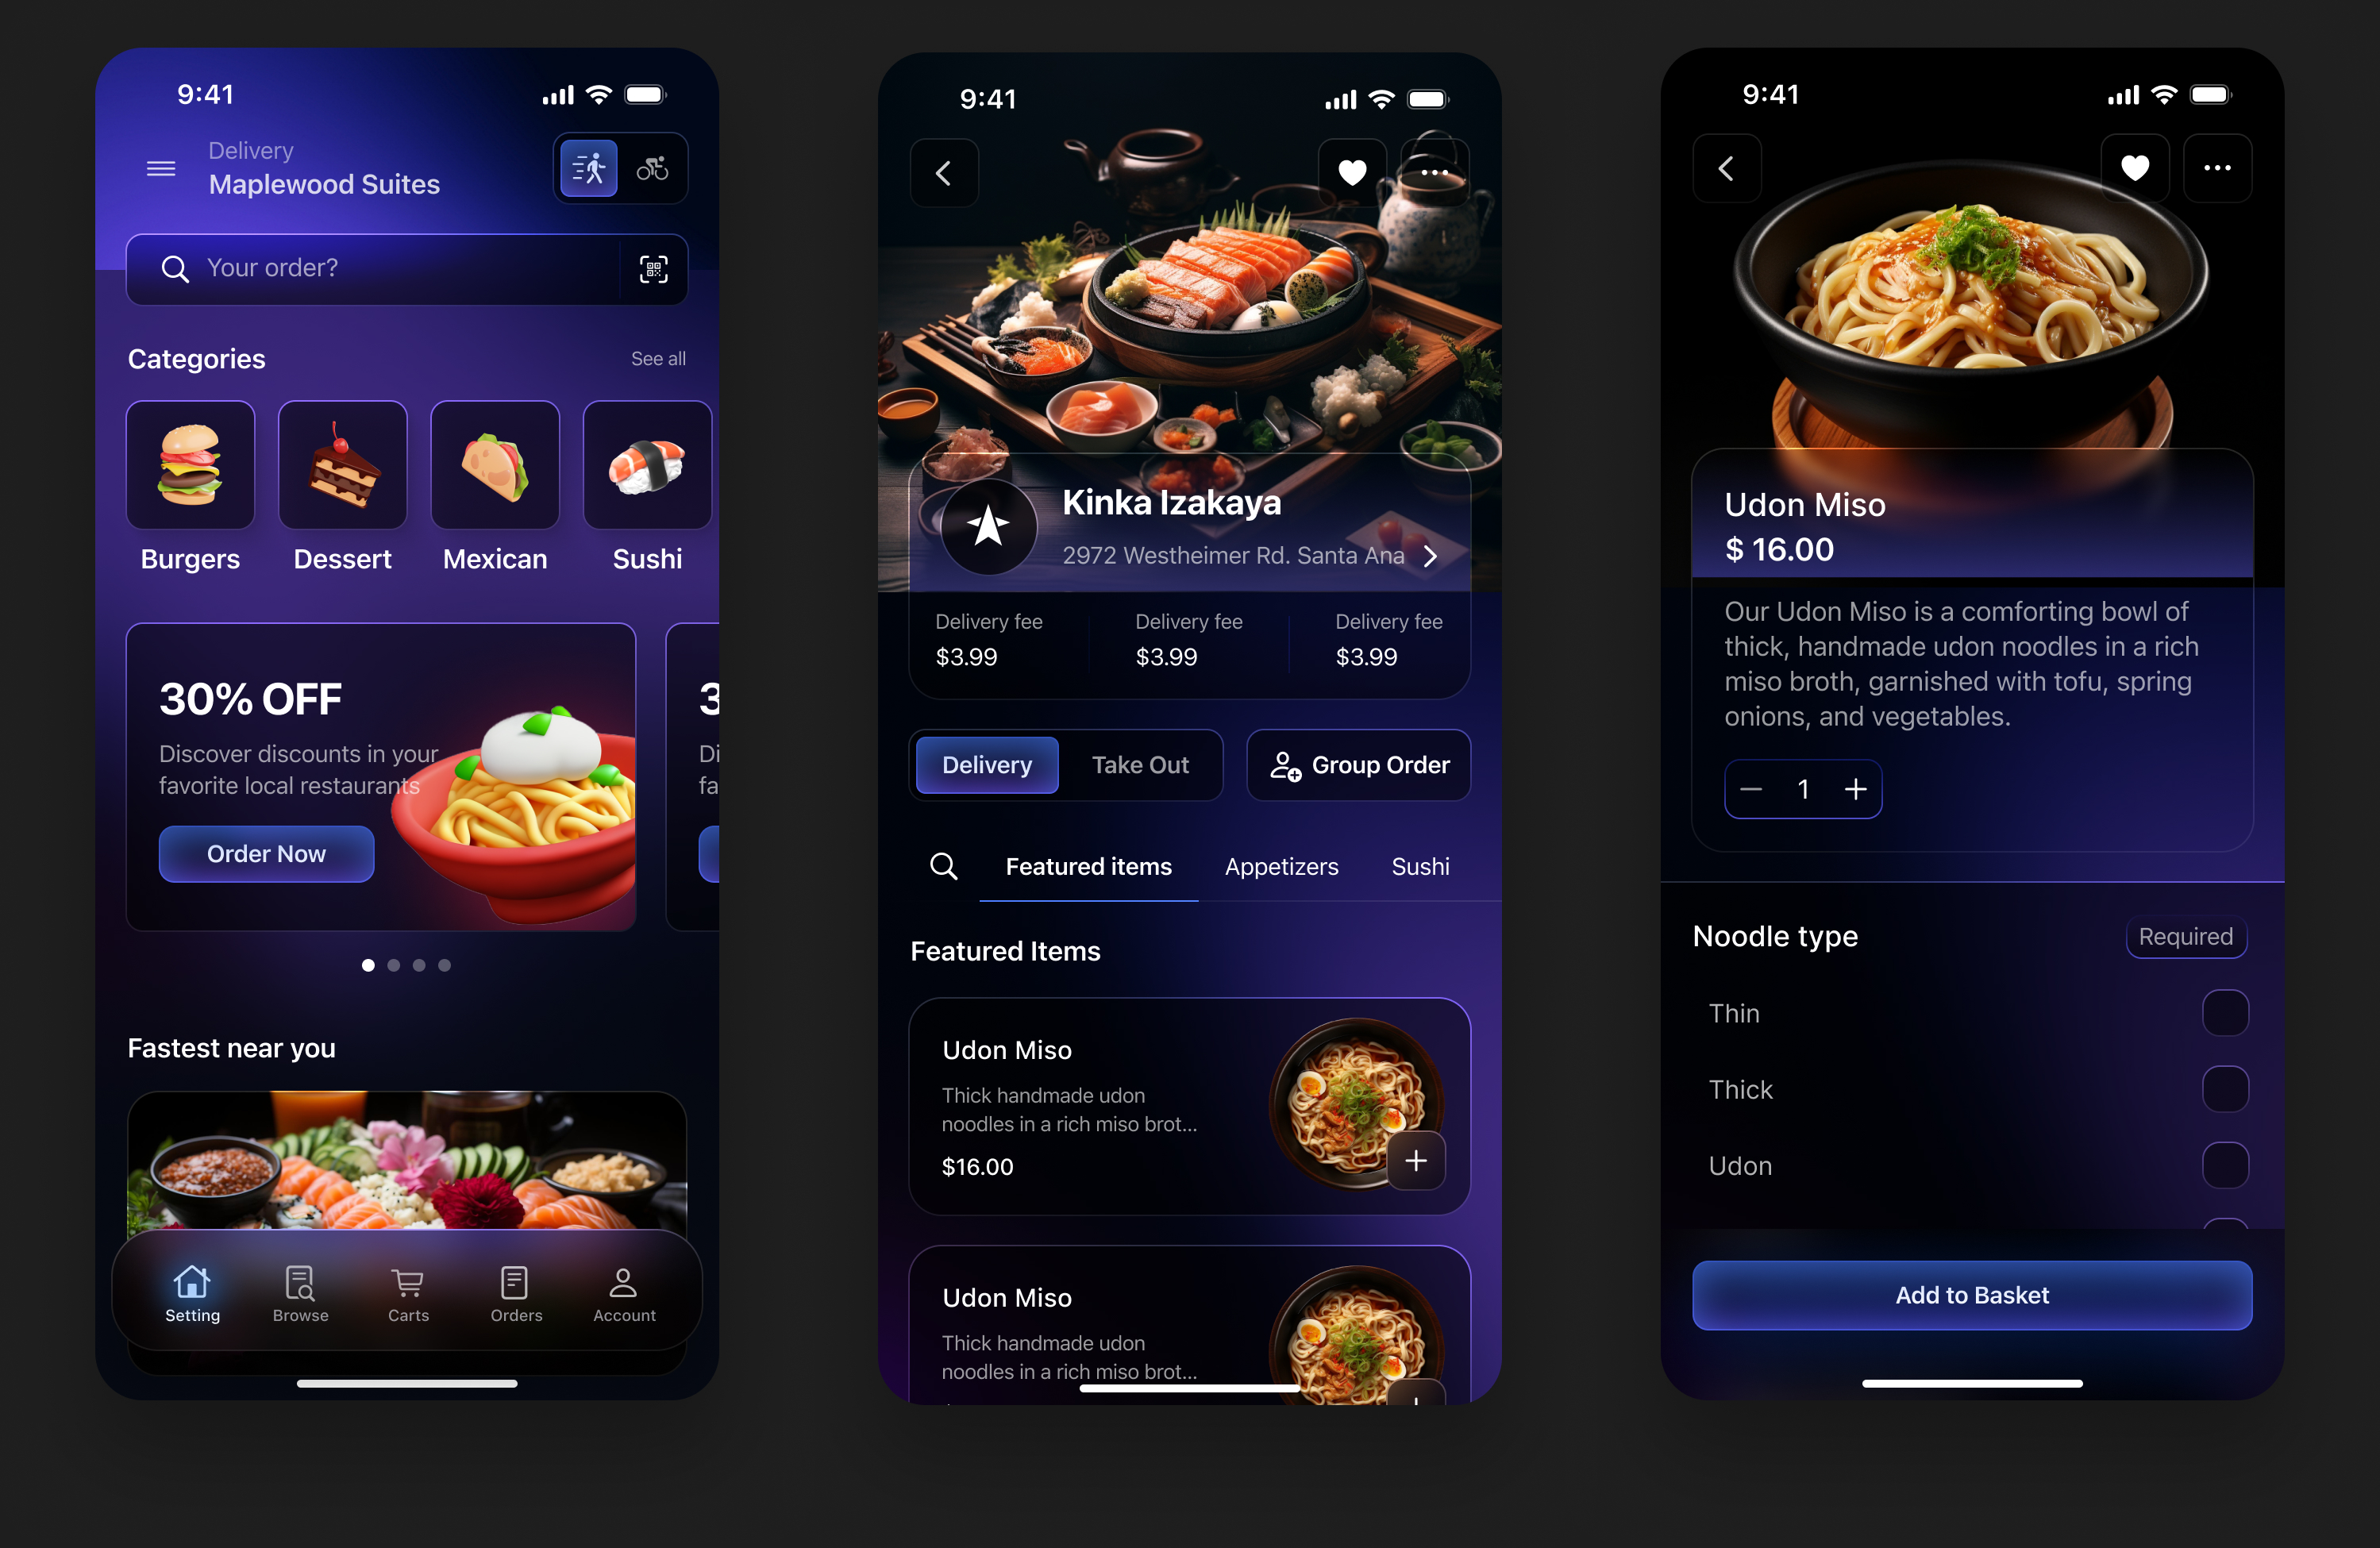 9:41
Delivery
Maplewood Suites
Your order?
Categories
See all
Burgers
Dessert
Mexican
Sushi
30% OFF
Discover discounts in your
favorite local restaurants
Order Now
3
Di
fa
Fastest near you
Setting
Browse
Carts
Orders
Account
9:41
Kinka Izakaya
2972 Westheimer Rd. Santa Ana
Delivery fee
$3.99
Delivery fee
$3.99
Delivery fee
$3.99
Delivery
Take Out
Group Order
Featured items
Appetizers
Sushi
Featured Items
Udon Miso
Thick handmade udon
noodles in a rich miso brot...
$16.00
Udon Miso
Thick handmade udon
noodles in a rich miso brot...
9:41
Udon Miso
$ 16.00
Our Udon Miso is a comforting bowl of
thick, handmade udon noodles in a rich
miso broth, garnished with tofu, spring
onions, and vegetables.
1
Noodle type
Required
Thin
Thick
Udon
Add to Basket